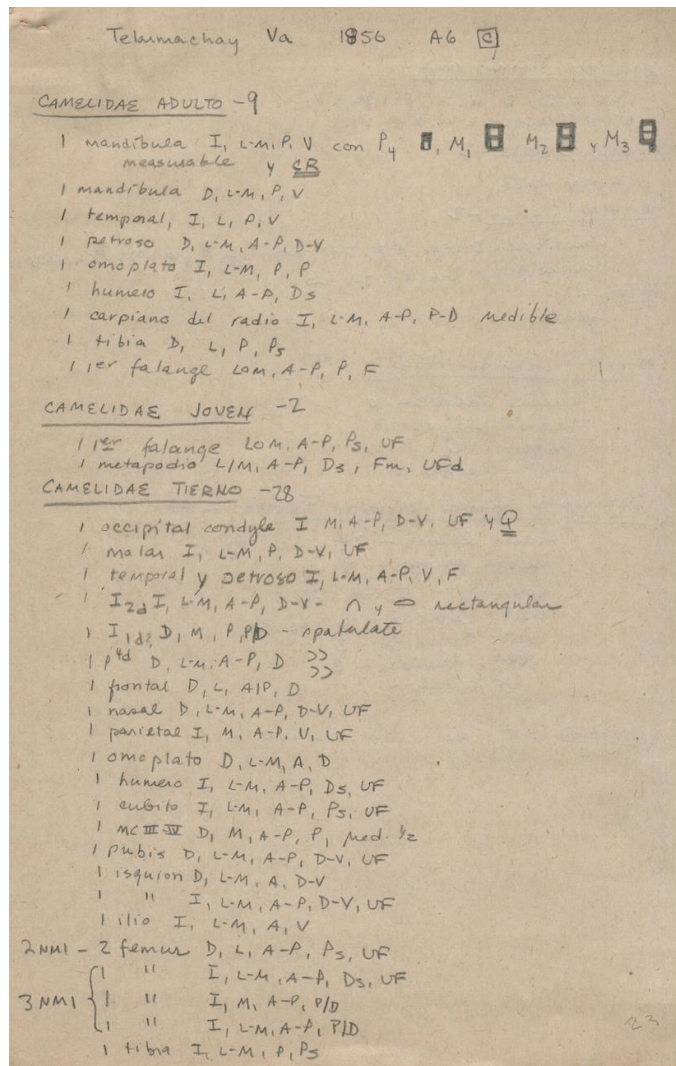 Telarmachay Va 1856 A6 C
CAMELIDAE ADULTO - 9
1 mandíbula I, L-M, P, V con P4 , M1 M2 y M3
measurable y CR
1 mandíbula D, L-M, P, V
1 temporal, I, L, P, V
1 petroso D, L-M, A-P, D-V
1 omoplato I, L-M, P, P
1 humero I, L, A-P, Ds
1 carpiano del radio I, L-M, A-P, P-D medible
1 tibia D, L, P, Ps
1 1er falange LOM, A-P, P, F
CAMELIDAE JOVEN - 2
1 1er falange LOM, A-P, Ps, UF
1 metapodio L/M, A-P, Ds, Fm, UFd
CAMELIDAE TIERNO - 28
1 occipital condyle I M, A-P, D-V, UF y Q
1 malar I, L-M, P, D-V, UF
1 temporal y petroso I, L-M, A-P, V, F
1 I2d I, L-M, A-P, D-V - ∩ y ⊂⊃ rectangular
1 I1d? D, M, P, P/D - spatulate
1 P4d D, L-M, A-P, D >> >>
1 frontal D, L, A/P, D
1 nasal D, L-M, A-P, D-V, UF
1 parietal I, M, A-P, V, UF
1 omoplato D, L-M, A, D
1 humero I, L-M, A-P, Ds, UF
1 cubito I, L-M, A-P, Ps, UF
1 MC III-IV D, M, A-P, P, med. 1/2
1 pubis D, L-M, A-P, D-V, UF
1 isquion D, L-M, A, D-V
1 " I, L-M, A-P, D-V, UF
1 ilio I, L-M, A, V
2NMI - 2 femur D, L, A-P, Ps, UF
1 " I, L-M, A-P, Ds, UF
3 NMI { 1 " I, M, A-P, P/D
1 " I, L-M, A-P, P/D
1 tibia I, L-M, P, Ps
23